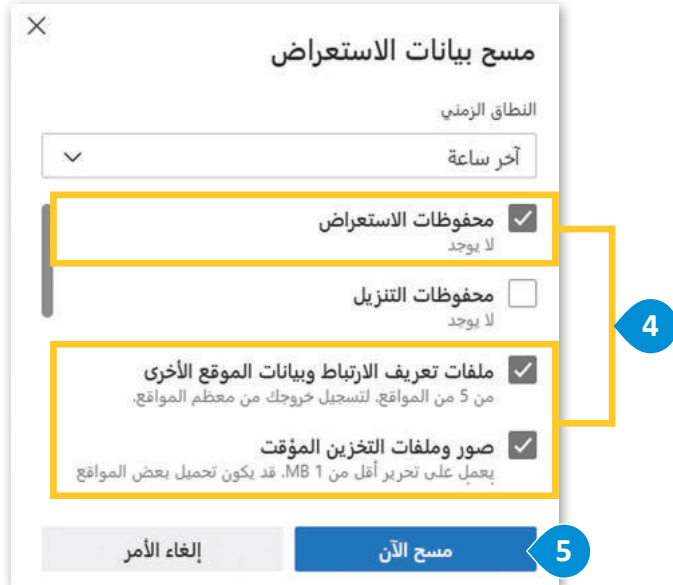 مسح بيانات الاستعراض
النطاق الزمني
آخر ساعة
محفوظات الاستعراض
لا يوجد
محفوظات التنزيل
لا يوجد
ملفات تعريف الارتباط وبيانات الموقع الأخرى
من 5 من المواقع. لتسجيل خروجك من معظم المواقع.
صور وملفات التخزين المؤقت
يعمل على تحرير أقل من 1 MB. قد يكون تحميل بعض المواقع
4
مسح الآن
إلغاء الأمر
5